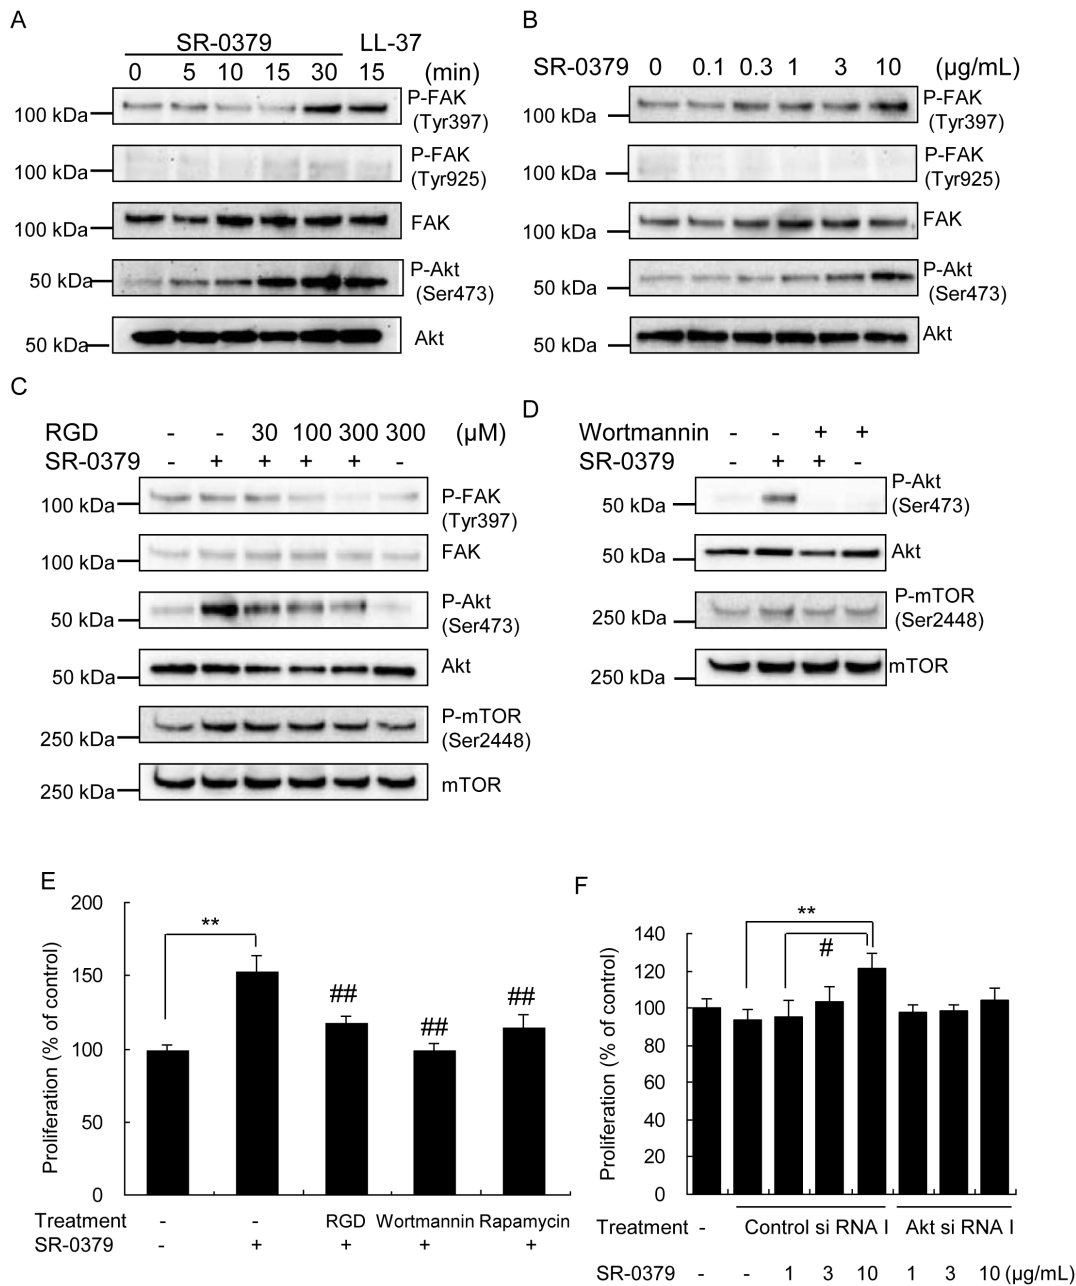 A
SR-0379 LL-37
0 5 10 15 30 15 (min)
100 kDa P-FAK (Tyr397)
100 kDa P-FAK (Tyr925)
100 kDa FAK
50 kDa P-Akt (Ser473)
50 kDa Akt
B
SR-0379 0 0.1 0.3 1 3 10 (µg/mL)
100 kDa P-FAK (Tyr397)
100 kDa P-FAK (Tyr925)
100 kDa FAK
50 kDa P-Akt (Ser473)
50 kDa Akt
C
RGD - - 30 100 300 300 (µM)
SR-0379 - + + + + -
100 kDa P-FAK (Tyr397)
100 kDa FAK
50 kDa P-Akt (Ser473)
50 kDa Akt
250 kDa P-mTOR (Ser2448)
250 kDa mTOR
D
Wortmannin - - + +
SR-0379 - + + -
50 kDa P-Akt (Ser473)
50 kDa Akt
250 kDa P-mTOR (Ser2448)
250 kDa mTOR
E
Proliferation (% of control)
200
150
100
50
0
**
## ## ##
Treatment - - RGD Wortmannin Rapamycin
SR-0379 - + + + +
F
Proliferation (% of control)
140
120
100
80
60
40
20
0
**
#
Treatment - Control si RNA I Akt si RNA I
SR-0379 - - 1 3 10 1 3 10 (µg/mL)